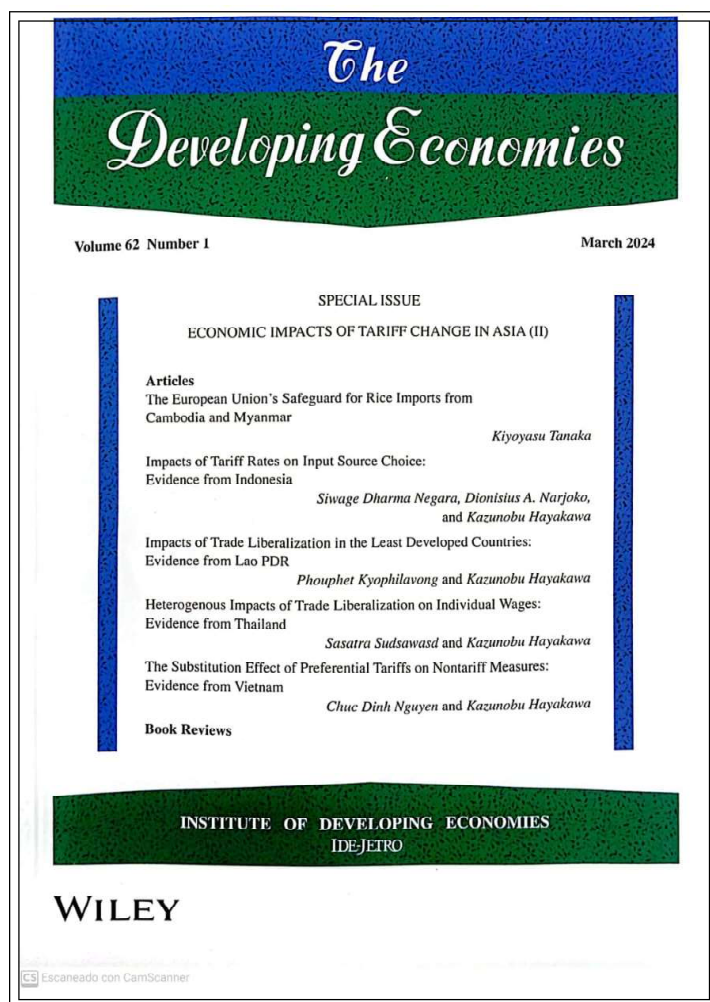 The
Developing Economies
Volume 62 Number 1
March 2024
SPECIAL ISSUE
ECONOMIC IMPACTS OF TARIFF CHANGE IN ASIA (II)
Articles
The European Union's Safeguard for Rice Imports from
Cambodia and Myanmar
Kiyoyasu Tanaka
Impacts of Tariff Rates on Input Source Choice:
Evidence from Indonesia
Siwage Dharma Negara, Dionisius A. Narjoko,
and Kazunobu Hayakawa
Impacts of Trade Liberalization in the Least Developed Countries:
Evidence from Lao PDR
Phouphet Kyophilavong and Kazunobu Hayakawa
Heterogenous Impacts of Trade Liberalization on Individual Wages:
Evidence from Thailand
Sasatra Sudsawasd and Kazunobu Hayakawa
The Substitution Effect of Preferential Tariffs on Nontariff Measures:
Evidence from Vietnam
Chuc Dinh Nguyen and Kazunobu Hayakawa
Book Reviews
INSTITUTE OF DEVELOPING ECONOMIES
IDE-JETRO
WILEY
CS Escaneado con CamScanner